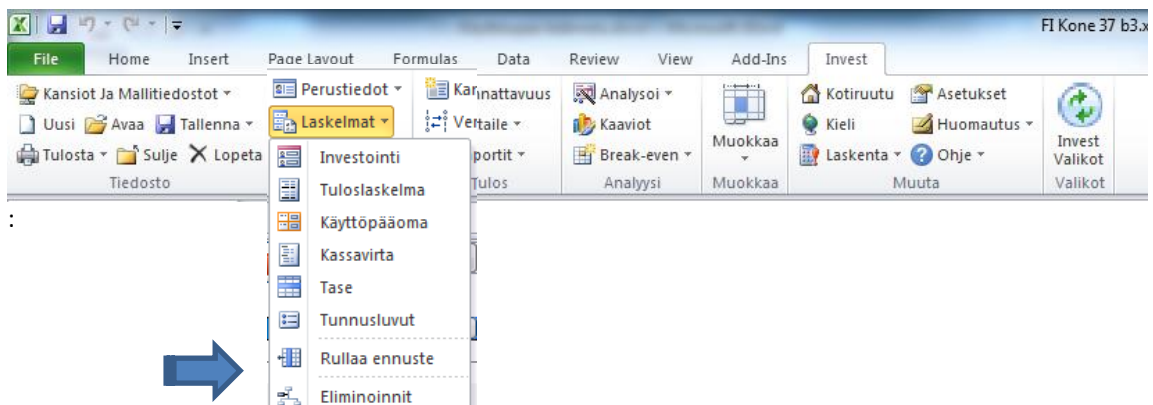 FI Kone 37 b3.x
File Home Insert Page Layout Formulas Data Review View Add-Ins Invest
Kansiot Ja Mallitiedostot Perustiedot Kannattavuus Analysoi Kotiruutu Asetukset
Uusi Avaa Tallenna Laskelmat Vertaile Kaaviot Muokkaa Kieli Huomautus Invest Valikot
Tulosta Sulje Lopeta portit Break-even Laskenta Ohje
Tiedosto Tulos Analyysi Muokkaa Muuta Valikot
:
Investointi
Tuloslaskelma
Käyttöpääoma
Kassavirta
Tase
Tunnusluvut
Rullaa ennuste
Eliminoinnit